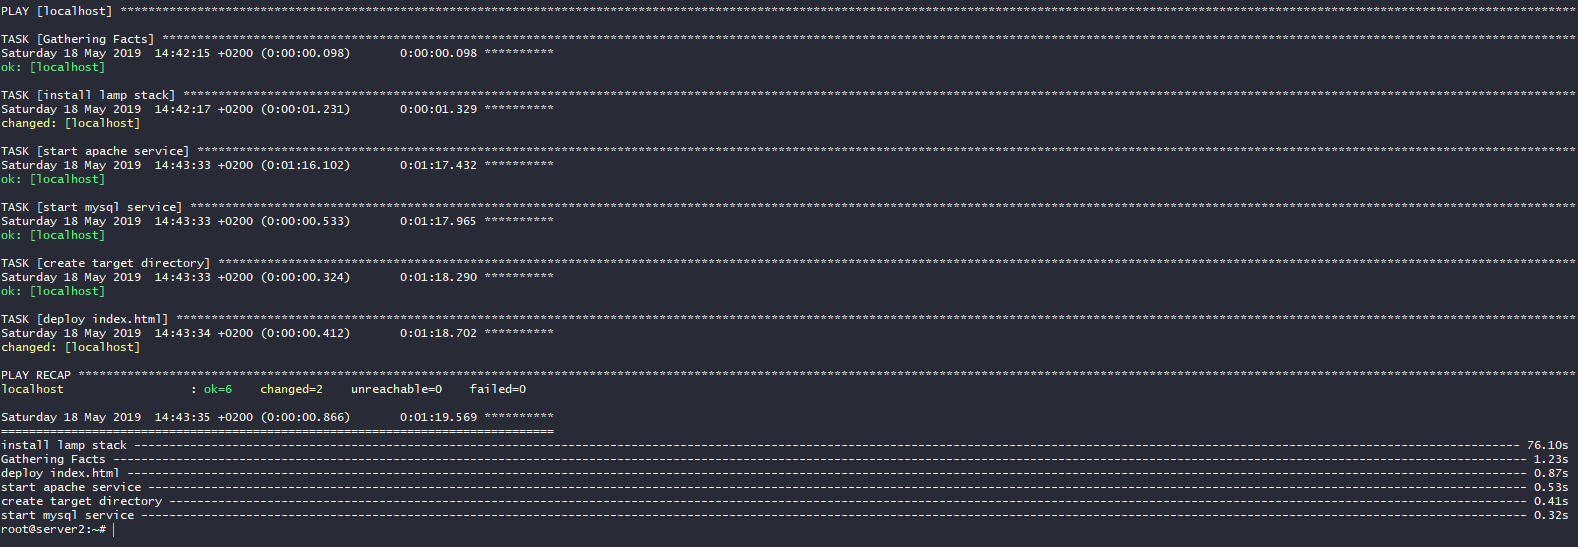 PLAY [localhost] ****************************************************************************************************************************************************************************************************************
TASK [Gathering Facts] **********************************************************************************************************************************************************************************************************
Saturday 18 May 2019  14:42:15 +0200 (0:00:00.098)       0:00:00.098 **********
ok: [localhost]
TASK [install lamp stack] *******************************************************************************************************************************************************************************************************
Saturday 18 May 2019  14:42:17 +0200 (0:00:01.231)       0:00:01.329 **********
changed: [localhost]
TASK [start apache service] *****************************************************************************************************************************************************************************************************
Saturday 18 May 2019  14:43:33 +0200 (0:01:16.102)       0:01:17.432 **********
ok: [localhost]
TASK [start mysql service] ******************************************************************************************************************************************************************************************************
Saturday 18 May 2019  14:43:33 +0200 (0:00:00.533)       0:01:17.965 **********
ok: [localhost]
TASK [create target directory] **************************************************************************************************************************************************************************************************
Saturday 18 May 2019  14:43:33 +0200 (0:00:00.324)       0:01:18.290 **********
ok: [localhost]
TASK [deploy index.html] ********************************************************************************************************************************************************************************************************
Saturday 18 May 2019  14:43:34 +0200 (0:00:00.412)       0:01:18.702 **********
changed: [localhost]
PLAY RECAP **********************************************************************************************************************************************************************************************************************
localhost                  : ok=6    changed=2    unreachable=0    failed=0
Saturday 18 May 2019  14:43:35 +0200 (0:00:00.866)       0:01:19.569 **********
===============================================================================
install lamp stack ------------------------------------------------------------------------------------------------------------------------------------------------------------------------------------------------------ 76.10s
Gathering Facts ---------------------------------------------------------------------------------------------------------------------------------------------------------------------------------------------------------- 1.23s
deploy index.html -------------------------------------------------------------------------------------------------------------------------------------------------------------------------------------------------------- 0.87s
start apache service ----------------------------------------------------------------------------------------------------------------------------------------------------------------------------------------------------- 0.53s
create target directory -------------------------------------------------------------------------------------------------------------------------------------------------------------------------------------------------- 0.41s
start mysql service ------------------------------------------------------------------------------------------------------------------------------------------------------------------------------------------------------ 0.32s
root@server2:~#